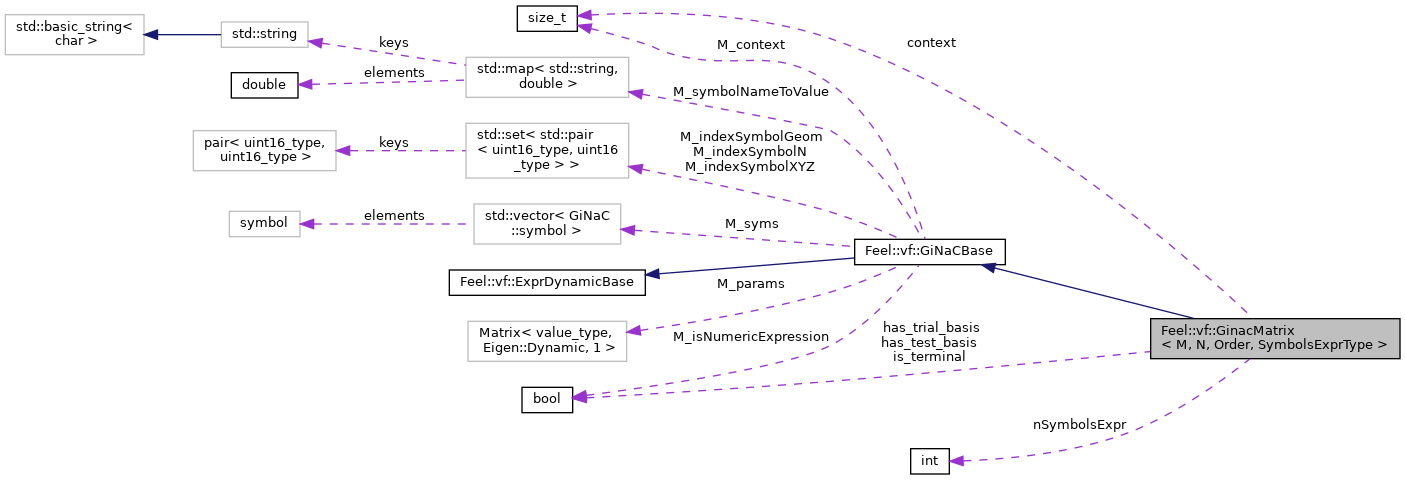 std::basic_string<
char >
std::string
size_t
context
keys
M_context
elements
double
std::map< std::string,
double >
M_symbolNameToValue
pair< uint16_type,
uint16_type >
keys
std::set< std::pair
< uint16_type, uint16
_type > >
M_indexSymbolGeom
M_indexSymbolN
M_indexSymbolXYZ
symbol
elements
std::vector< GiNaC
::symbol >
M_syms
Feel::vf::GiNaCBase
Feel::vf::ExprDynamicBase
M_params
Matrix< value_type,
Eigen::Dynamic, 1 >
M_isNumericExpression
has_trial_basis
has_test_basis
is_terminal
Feel::vf::GinacMatrix
< M, N, Order, SymbolsExprType >
bool
nSymbolsExpr
int